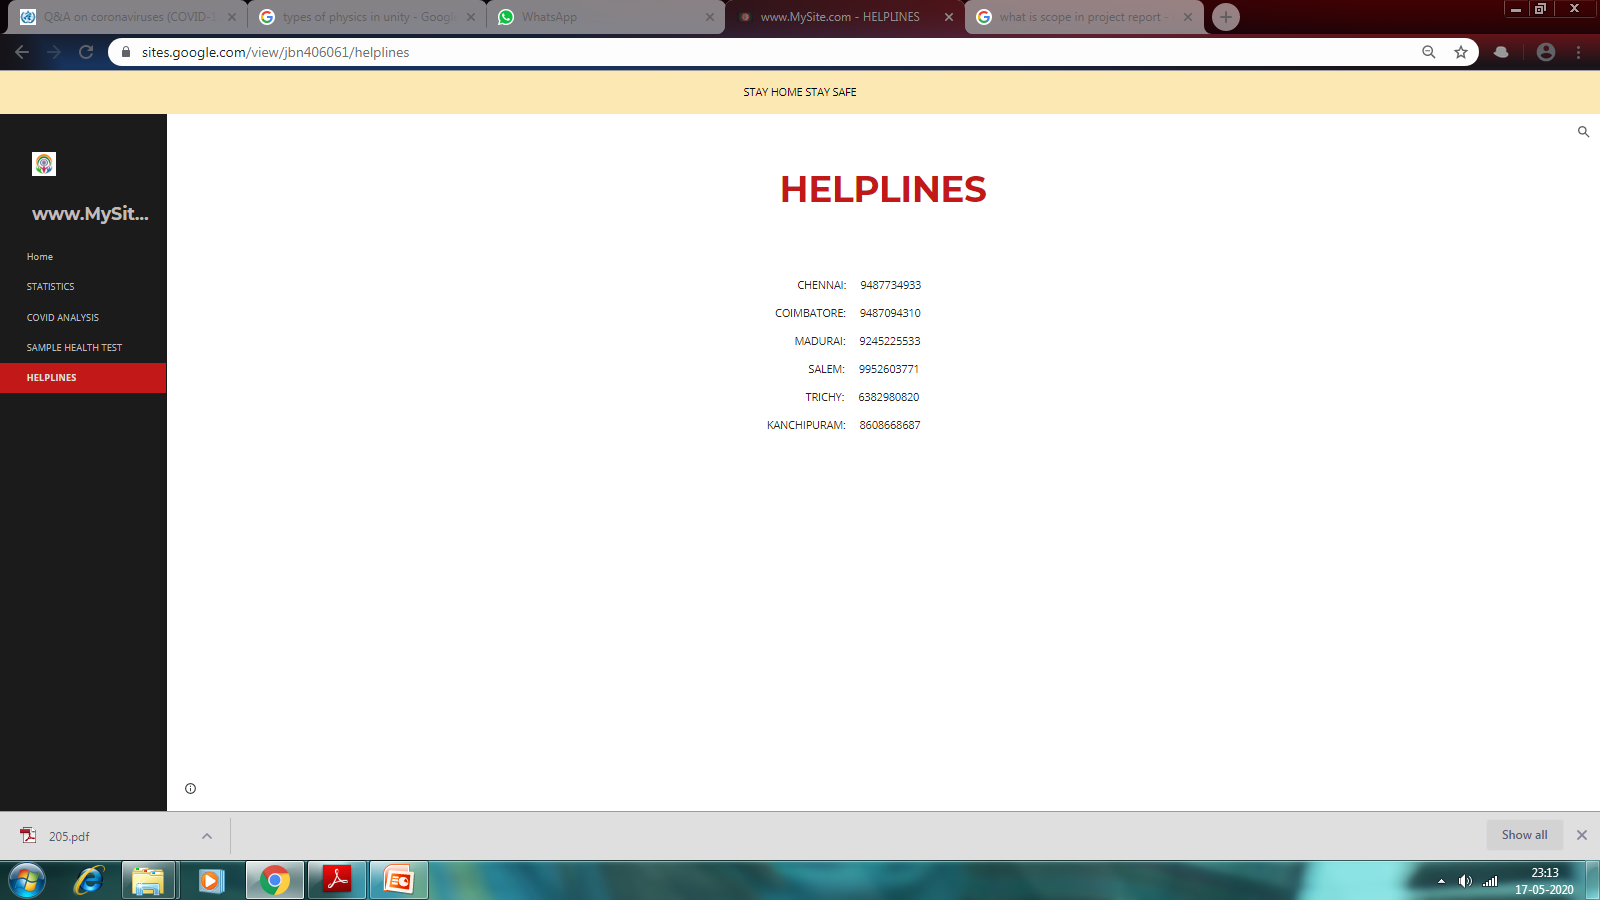 Q&A on coronaviruses (COVID-1
types of physics in unity - Googl
WhatsApp
www.MySite.com - HELPLINES
what is scope in project report -
sites.google.com/view/jbn406061/helplines
STAY HOME STAY SAFE
www.MySit...
Home
STATISTICS
COVID ANALYSIS
SAMPLE HEALTH TEST
HELPLINES
HELPLINES
CHENNAI: 9487734933
COIMBATORE: 9487094310
MADURAI: 9245225533
SALEM: 9952603771
TRICHY: 6382980820
KANCHIPURAM: 8608668687
205.pdf
Show all
23:13
17-05-2020